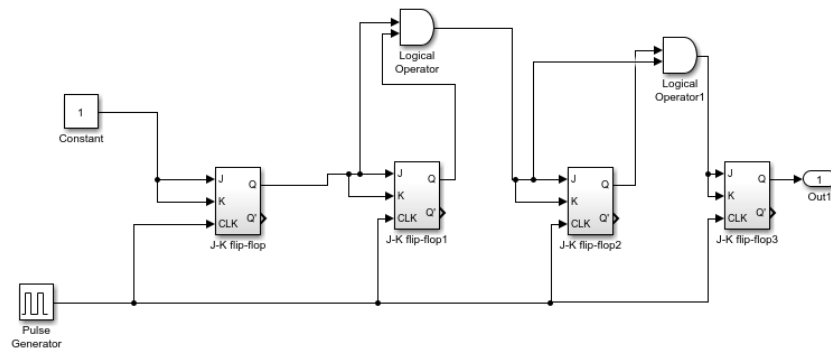 Logical
Operator
Logical
Operator1
1
Constant
J
Q
K
Q'
CLK
J-K flip-flop
J
Q
K
Q'
CLK
J-K flip-flop1
J
Q
K
Q'
CLK
J-K flip-flop2
J
Q
K
Q'
CLK
J-K flip-flop3
1
Out1
Pulse
Generator